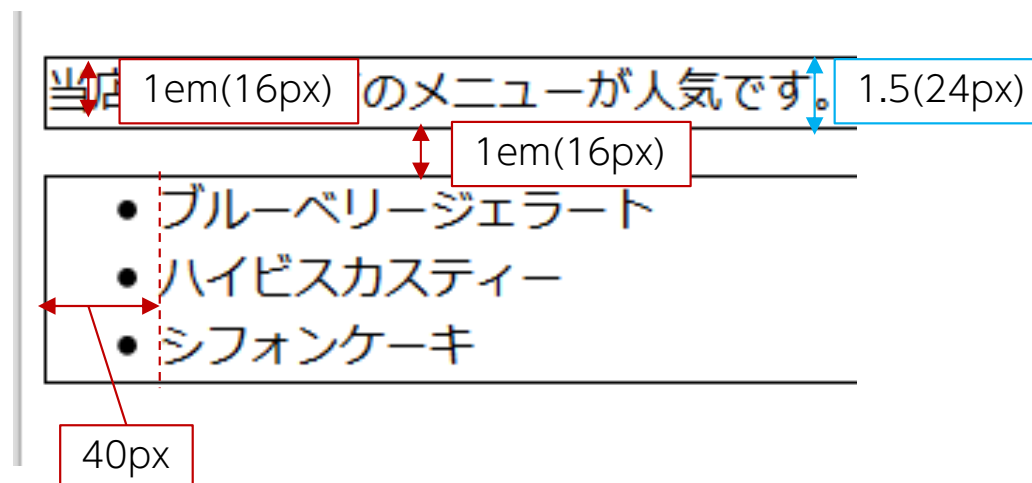 当店 1em(16px) のメニューが人気です。 1.5(24px)
1em(16px)
• ブルーベリージェラート
• ハイビスカスティー
• シフォンケーキ
40px